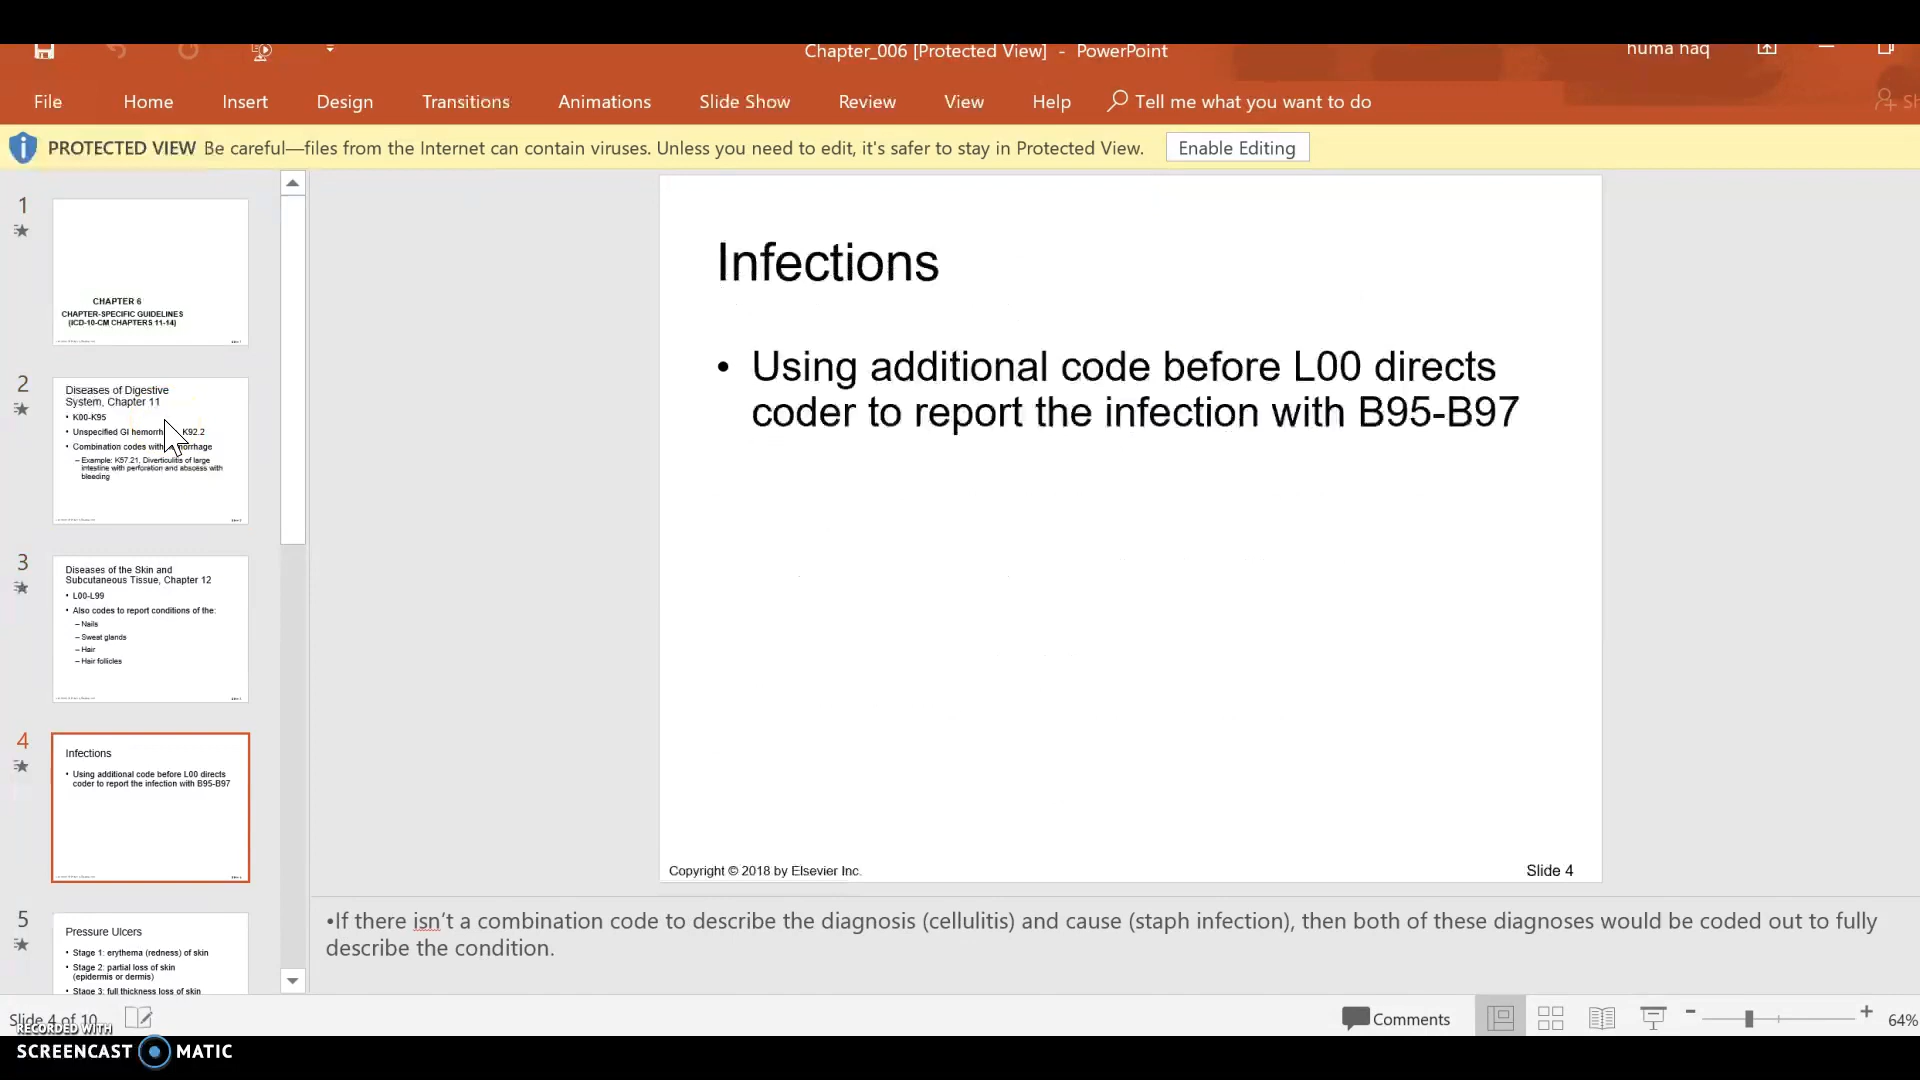 Chapter_006 [Protected View] - PowerPoint
huma haq
File Home Insert Design Transitions Animations Slide Show Review View Help Tell me what you want to do
PROTECTED VIEW Be careful—files from the Internet can contain viruses. Unless you need to edit, it's safer to stay in Protected View. Enable Editing
1
CHAPTER 6
CHAPTER-SPECIFIC GUIDELINES
(ICD-10-CM CHAPTERS 11-14)
2
Diseases of Digestive
System, Chapter 11
• K00-K95
• Unspecified GI K92.2
• Combination codes with
– Example: K57.21, Diverticulitis of large
intestine with perforation and abscess with
bleeding
3
Diseases of the Skin and
Subcutaneous Tissue, Chapter 12
• L00-L99
• Also codes to report conditions of the:
– Nails
– Sweat glands
– Hair
– Hair follicles
4
Infections
• Using additional code before L00 directs
coder to report the infection with B95-B97
5
Pressure Ulcers
• Stage 1: erythema (redness) of skin
• Stage 2: partial loss of skin
(epidermis or dermis)
• Stage 3: full thickness loss of skin
Infections
• Using additional code before L00 directs
coder to report the infection with B95-B97
Copyright © 2018 by Elsevier Inc.
Slide 4
•If there isn't a combination code to describe the diagnosis (cellulitis) and cause (staph infection), then both of these diagnoses would be coded out to fully
describe the condition.
Slide 4 of 10
Comments
64%
RECORDED WITH
SCREENCAST MATIC